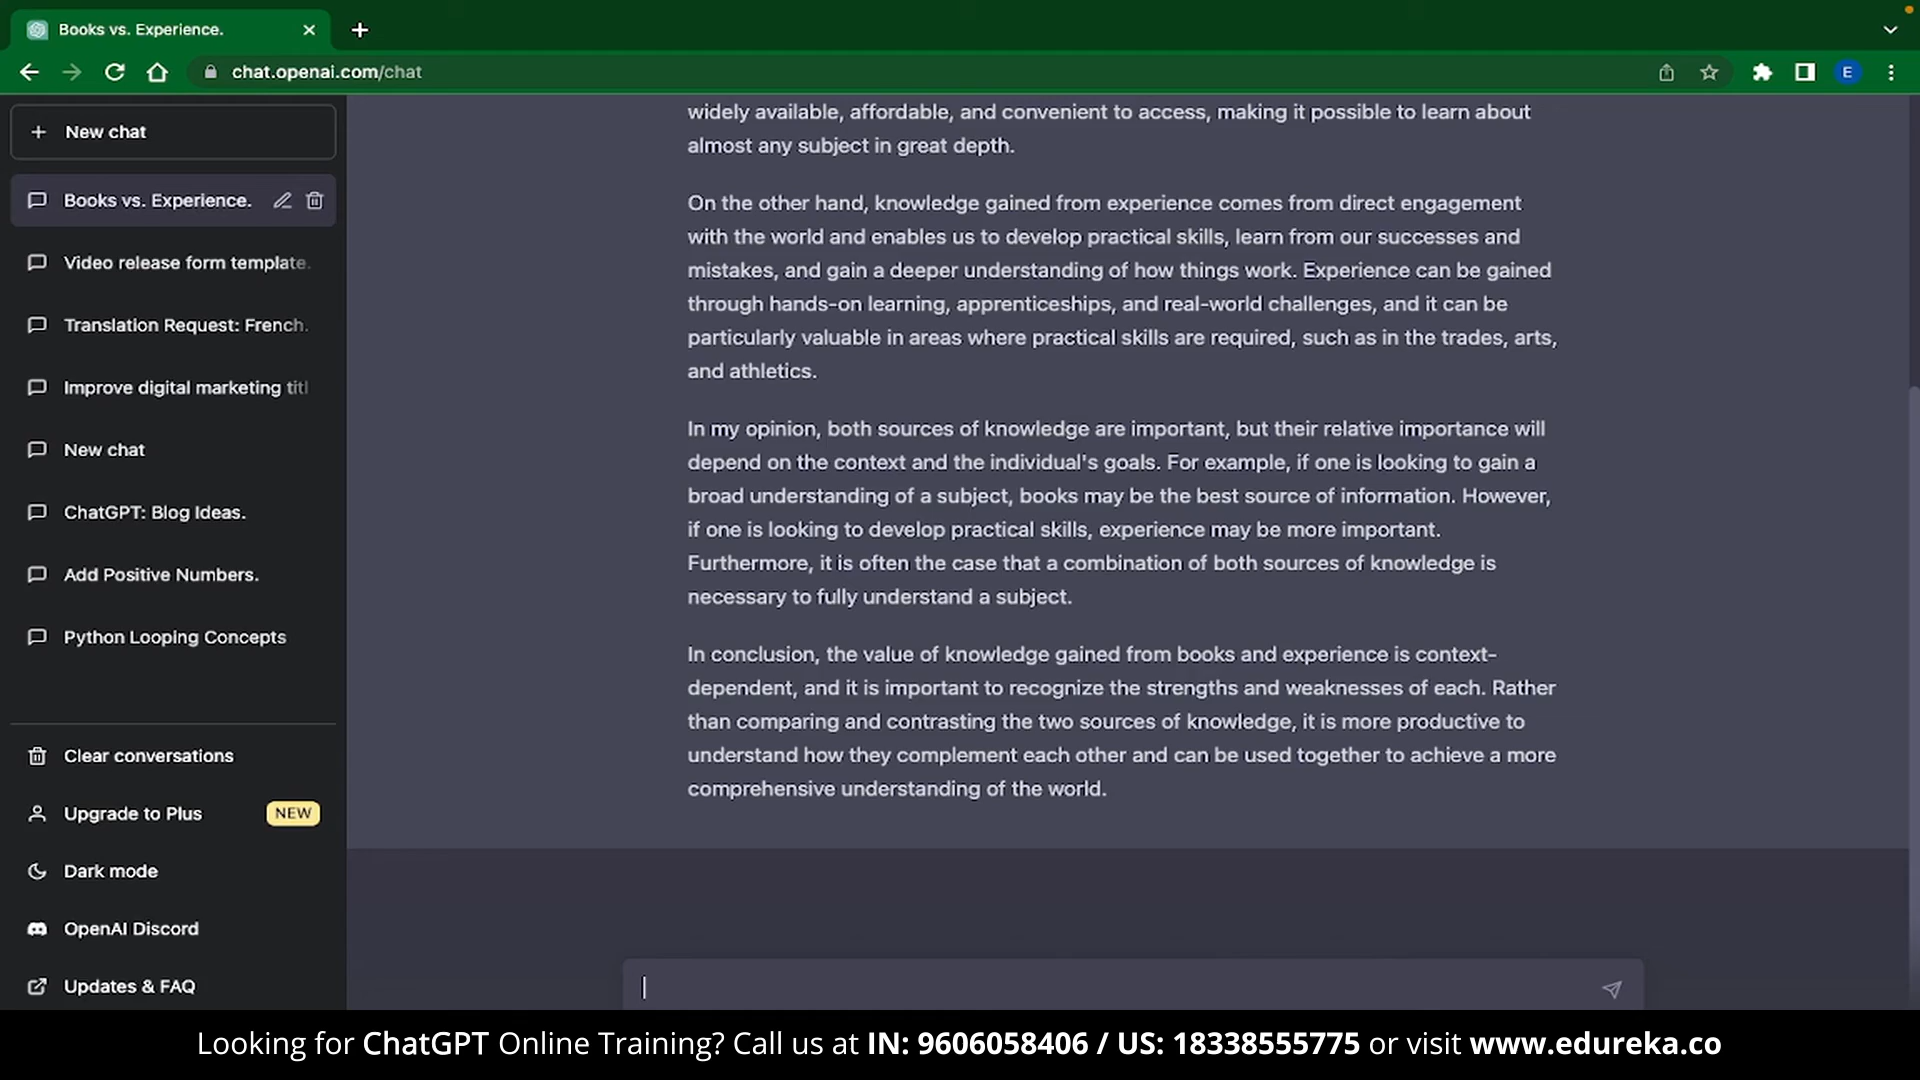 Books vs. Experience.
chat.openai.com/chat
E
New chat
Books vs. Experience.
Video release form template.
Translation Request: French.
Improve digital marketing titl
New chat
ChatGPT: Blog Ideas.
Add Positive Numbers.
Python Looping Concepts
Clear conversations
Upgrade to Plus NEW
Dark mode
OpenAI Discord
Updates & FAQ
widely available, affordable, and convenient to access, making it possible to learn about
almost any subject in great depth.
On the other hand, knowledge gained from experience comes from direct engagement
with the world and enables us to develop practical skills, learn from our successes and
mistakes, and gain a deeper understanding of how things work. Experience can be gained
through hands-on learning, apprenticeships, and real-world challenges, and it can be
particularly valuable in areas where practical skills are required, such as in the trades, arts,
and athletics.
In my opinion, both sources of knowledge are important, but their relative importance will
depend on the context and the individual's goals. For example, if one is looking to gain a
broad understanding of a subject, books may be the best source of information. However,
if one is looking to develop practical skills, experience may be more important.
Furthermore, it is often the case that a combination of both sources of knowledge is
necessary to fully understand a subject.
In conclusion, the value of knowledge gained from books and experience is context-
dependent, and it is important to recognize the strengths and weaknesses of each. Rather
than comparing and contrasting the two sources of knowledge, it is more productive to
understand how they complement each other and can be used together to achieve a more
comprehensive understanding of the world.
Looking for ChatGPT Online Training? Call us at IN: 9606058406 / US: 18338555775 or visit www.edureka.co